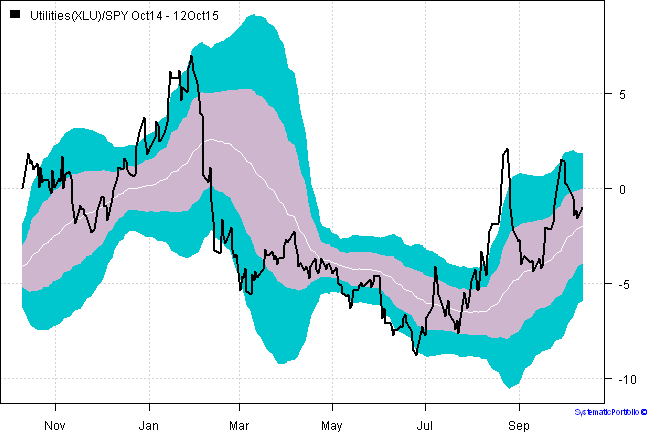 Utilities(XLU)/SPY Oct14 - 12Oct15
5
0
-5
-10
Nov Jan Mar May Jul Sep
SystematicPortfolio ©